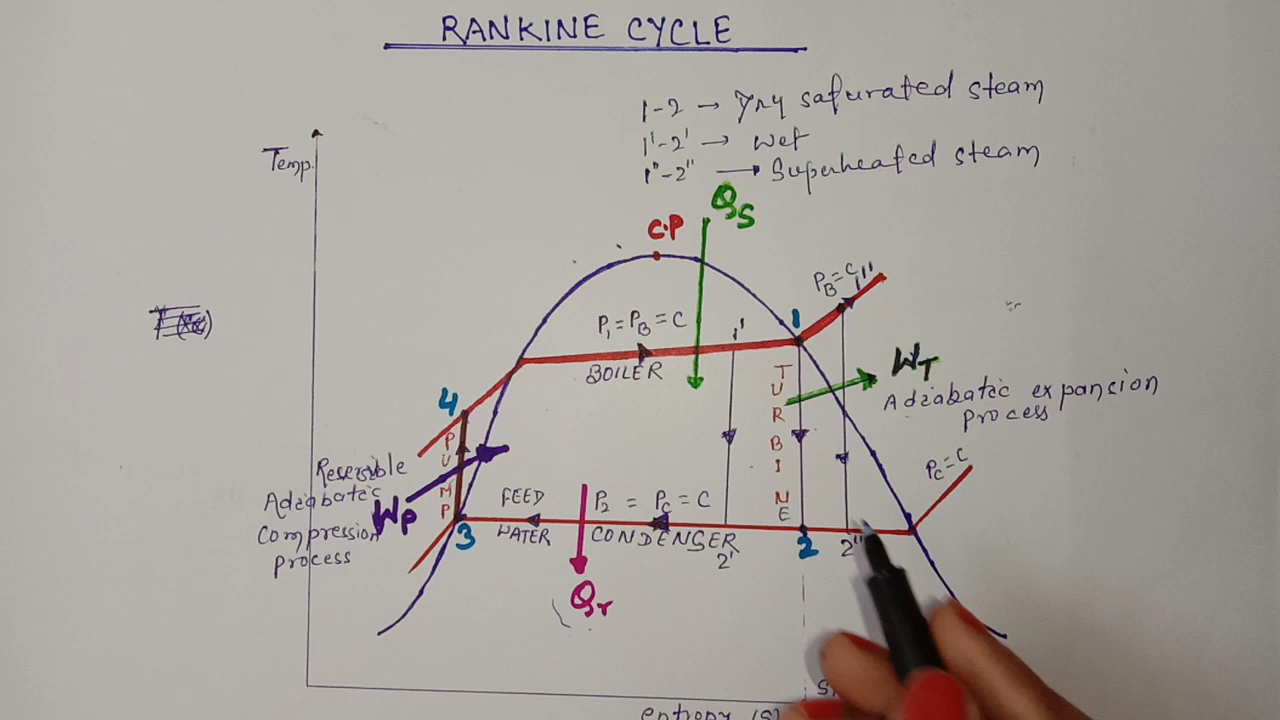 RANKINE CYCLE
1-2 → Dry saturated steam
1'-2' → Wet
1"-2" → Superheated steam
Temp.
QS
C.P
PB=C
1"
1
P1=PB=C
1'
BOILER
TURBINE
WT
Adiabatic expansion
process
4
PUMP
Reversible
Adiabatic
compression
process
WP
PC=C
FEED
WATER
P2 = PC=C
CONDENSER
3
2'
2
2"
Qr
entropy (S)